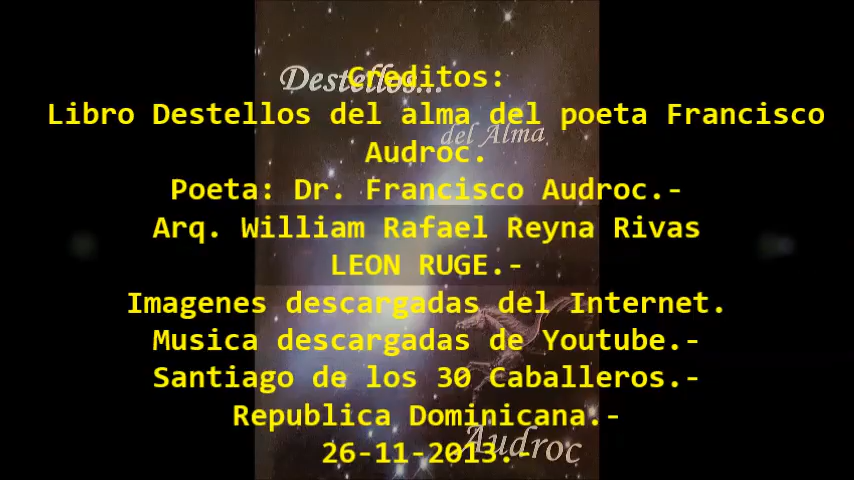 Creditos:
Destellos...
Libro Destellos del alma del poeta Francisco
del Alma
Audroc.
Poeta: Dr. Francisco Audroc.-
Arq. William Rafael Reyna Rivas
LEON RUGE.-
Imagenes descargadas del Internet.
Musica descargadas de Youtube.-
Santiago de los 30 Caballeros.-
Republica Dominicana.-
Audroc
26-11-2013.-